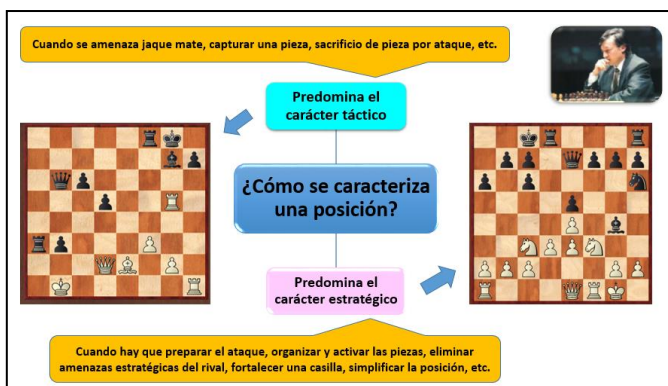 Cuando se amenaza jaque mate, capturar una pieza, sacrificio de pieza por ataque, etc.
Predomina el
carácter táctico
¿Cómo se caracteriza
una posición?
Predomina el
carácter estratégico
Cuando hay que preparar el ataque, organizar y activar las piezas, eliminar
amenazas estratégicas del rival, fortalecer una casilla, simplificar la posición, etc.